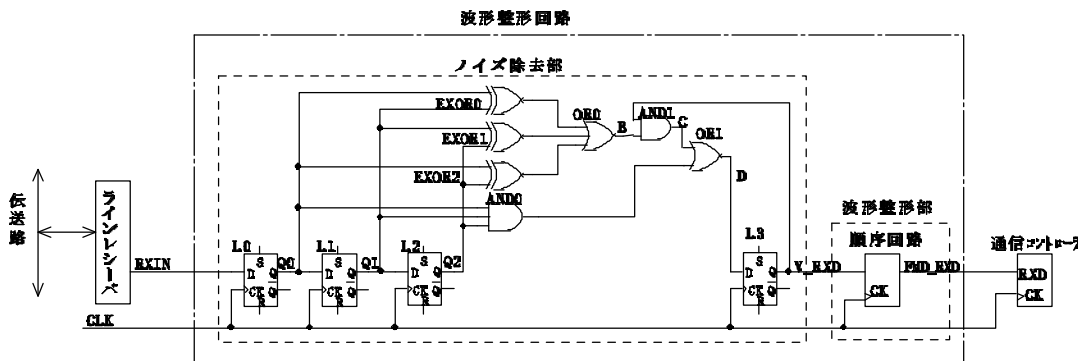 波形整形回路
ノイズ除去部
EXOR0
EXOR1
EXOR2
AND0
OR0
B
AND1
C
OR1
D
伝送路
ラインレシーバ
RXIN
CLK
L0
S
D
Q
CK
R
Q
Q0
L1
S
D
Q
CK
R
Q
Q1
L2
S
D
Q
CK
R
Q
Q2
L3
S
D
Q
CK
R
Q
V_RXD
波形整形部
順序回路
CK
FWD_RXD
通信コントローラ
RXD
CK